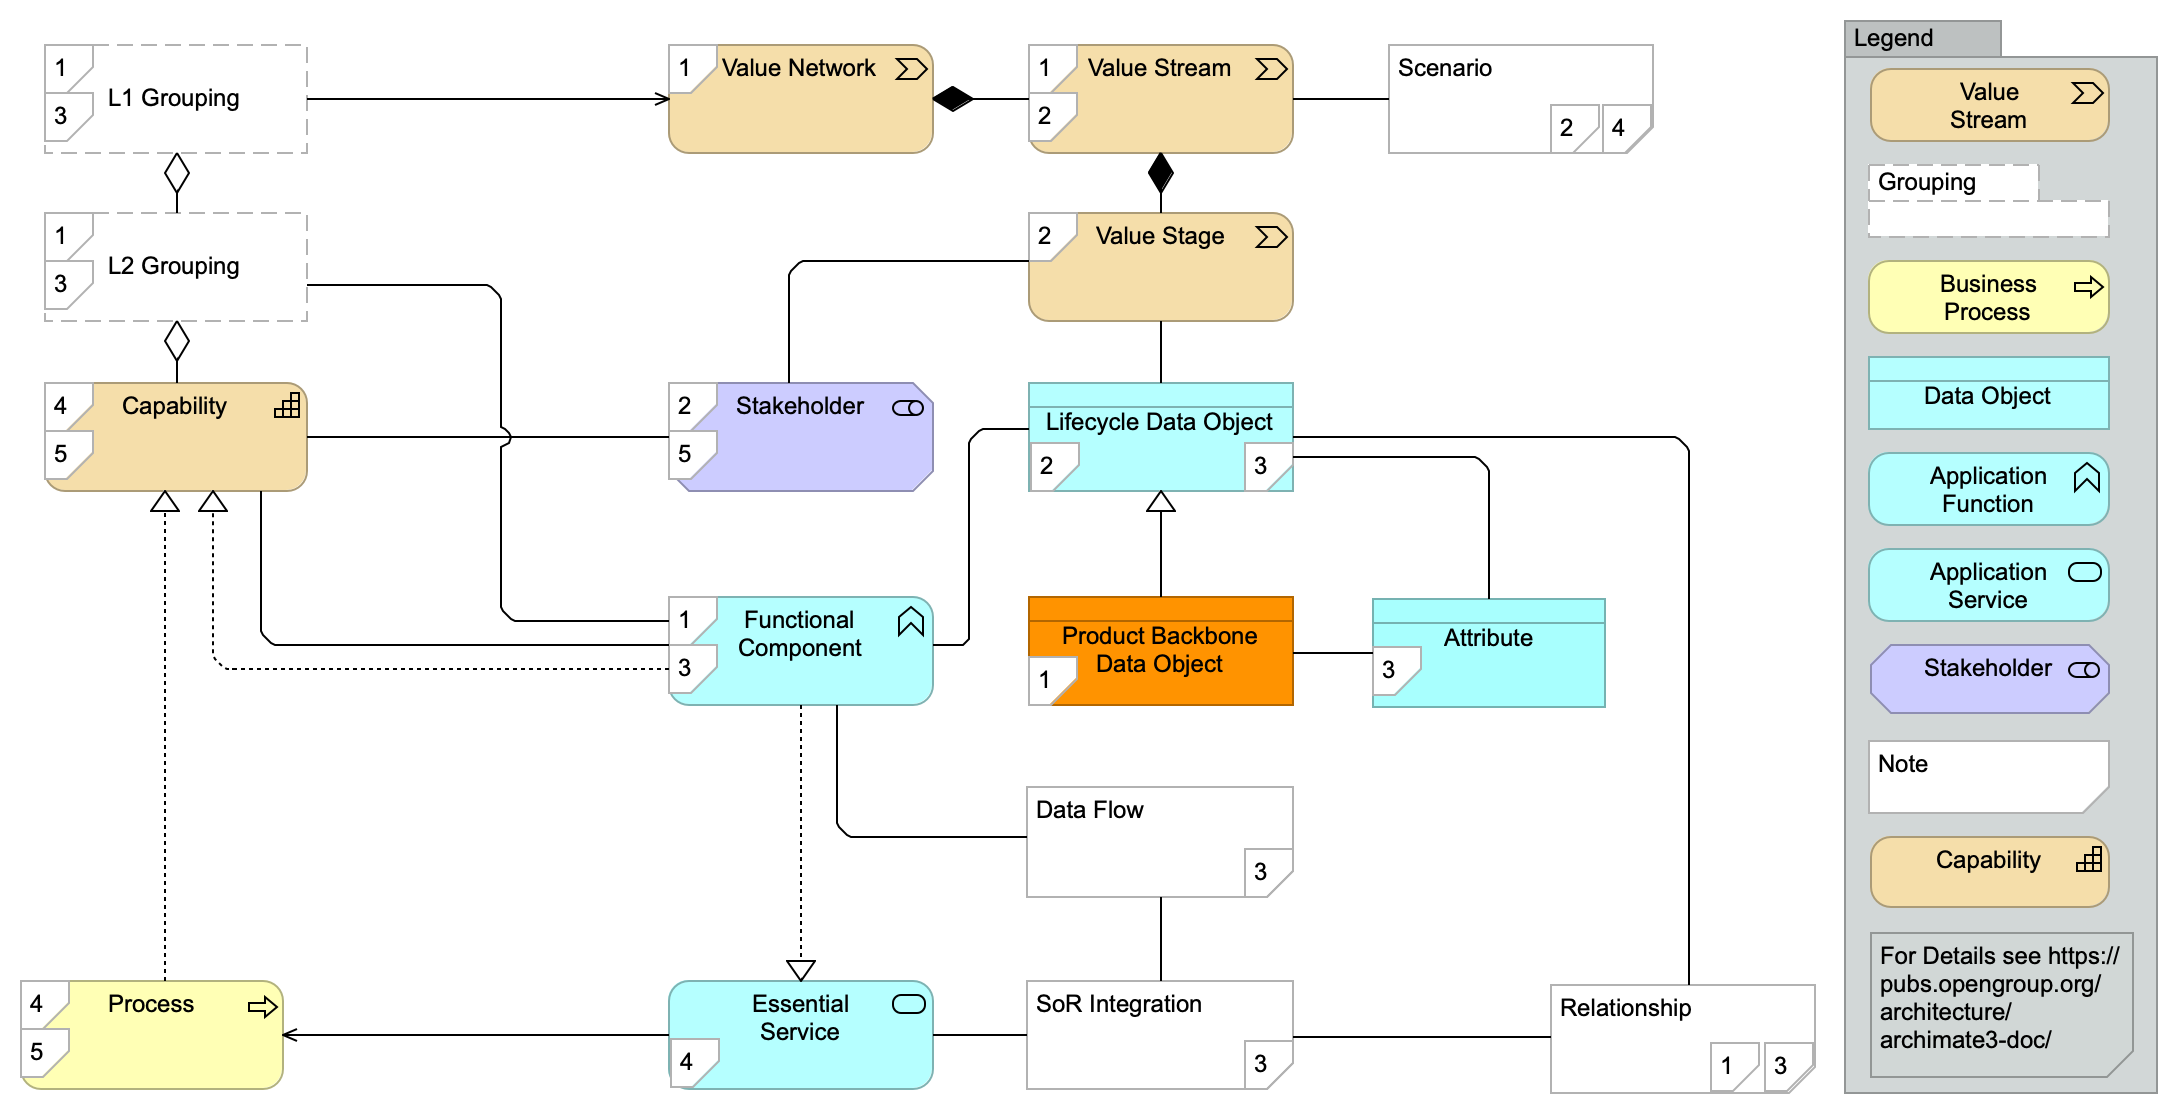 1
L1 Grouping
3
1
Value Network
1
Value Stream
2
Scenario
2
4
1
L2 Grouping
3
2
Value Stage
4
Capability
5
2
Stakeholder
5
Lifecycle Data Object
2
3
1
Functional
Component
3
Product Backbone
Data Object
1
Attribute
3
Data Flow
3
4
Process
5
Essential
Service
4
SoR Integration
3
Relationship
1
3
Legend
Value
Stream
Grouping
Business
Process
Data Object
Application
Function
Application
Service
Stakeholder
Note
Capability
For Details see https://
pubs.opengroup.org/
architecture/
archimate3-doc/